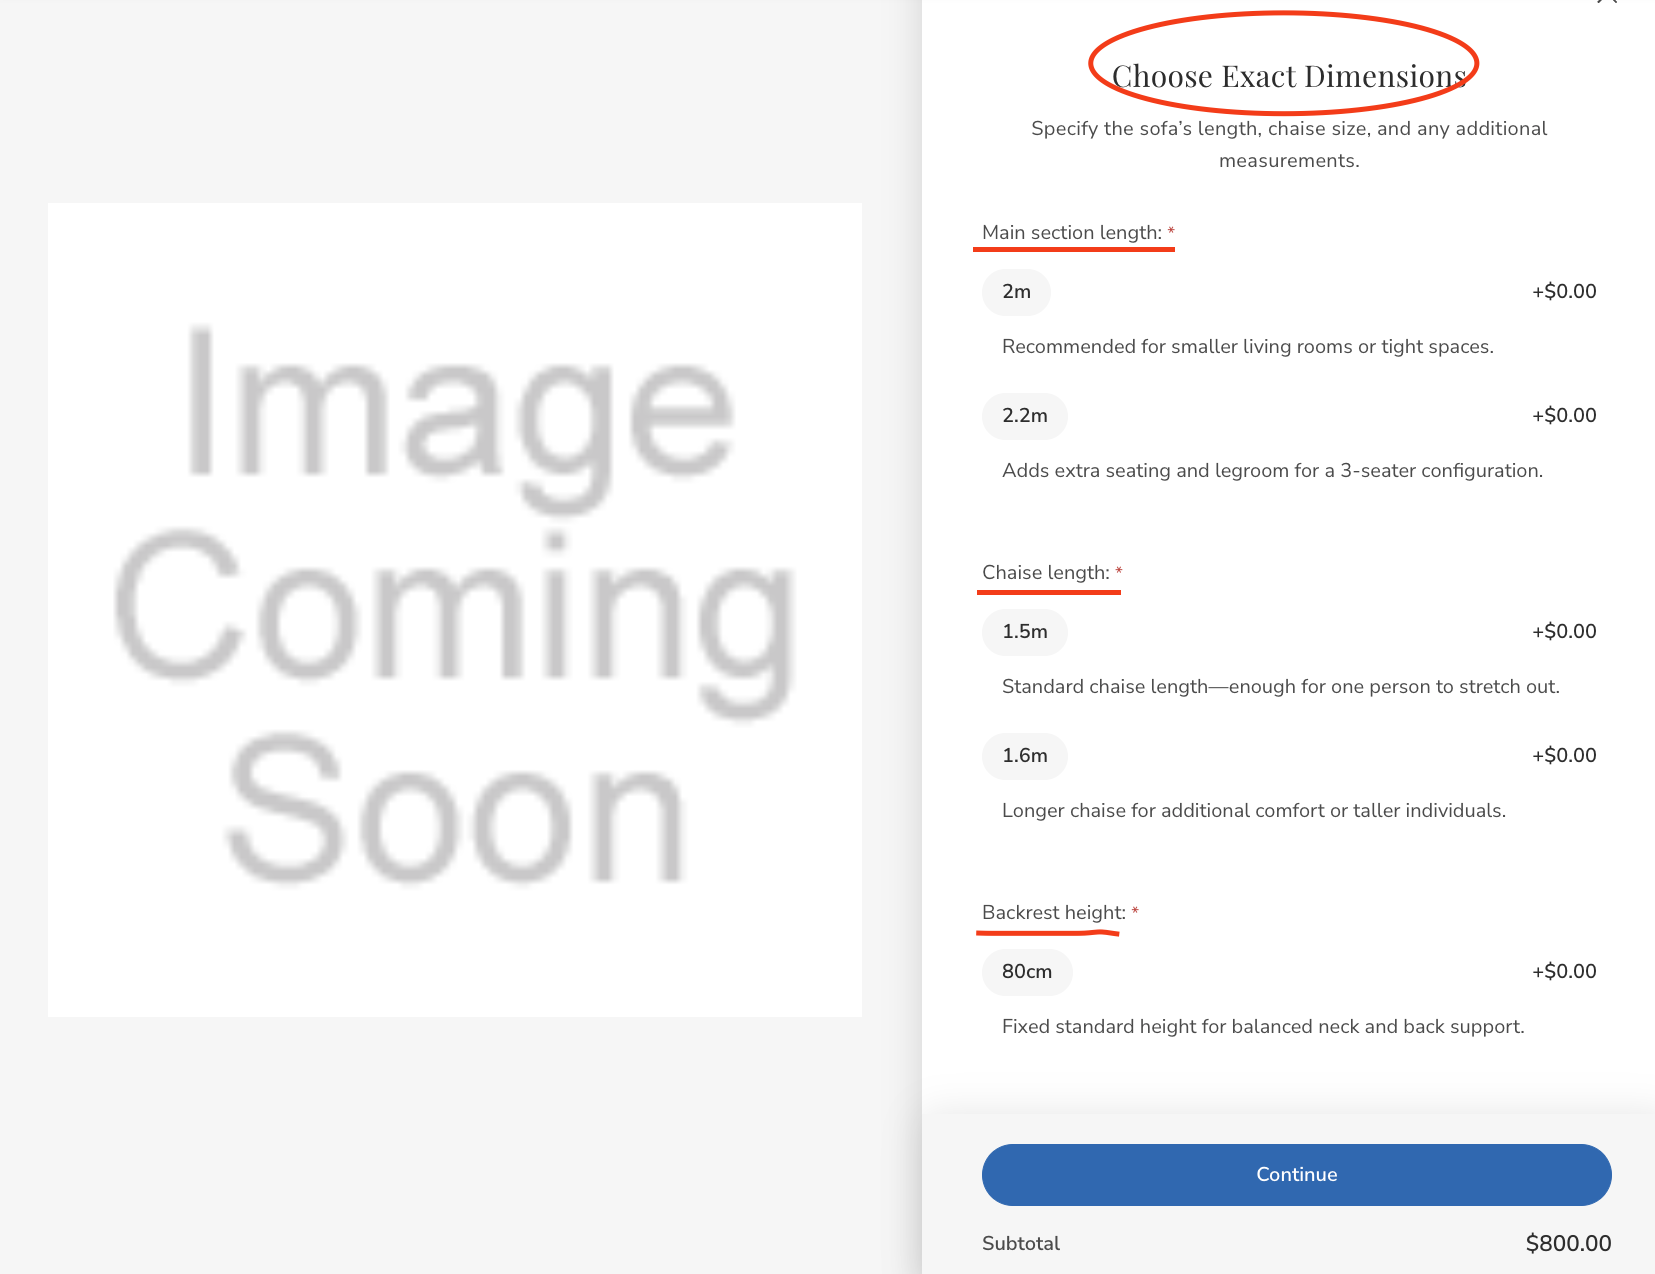 Image
Coming
Soon
Choose Exact Dimensions
Specify the sofa’s length, chaise size, and any additional
measurements.
Main section length: *
2m +$0.00
Recommended for smaller living rooms or tight spaces.
2.2m +$0.00
Adds extra seating and legroom for a 3-seater configuration.
Chaise length: *
1.5m +$0.00
Standard chaise length—enough for one person to stretch out.
1.6m +$0.00
Longer chaise for additional comfort or taller individuals.
Backrest height: *
80cm +$0.00
Fixed standard height for balanced neck and back support.
Continue
Subtotal $800.00